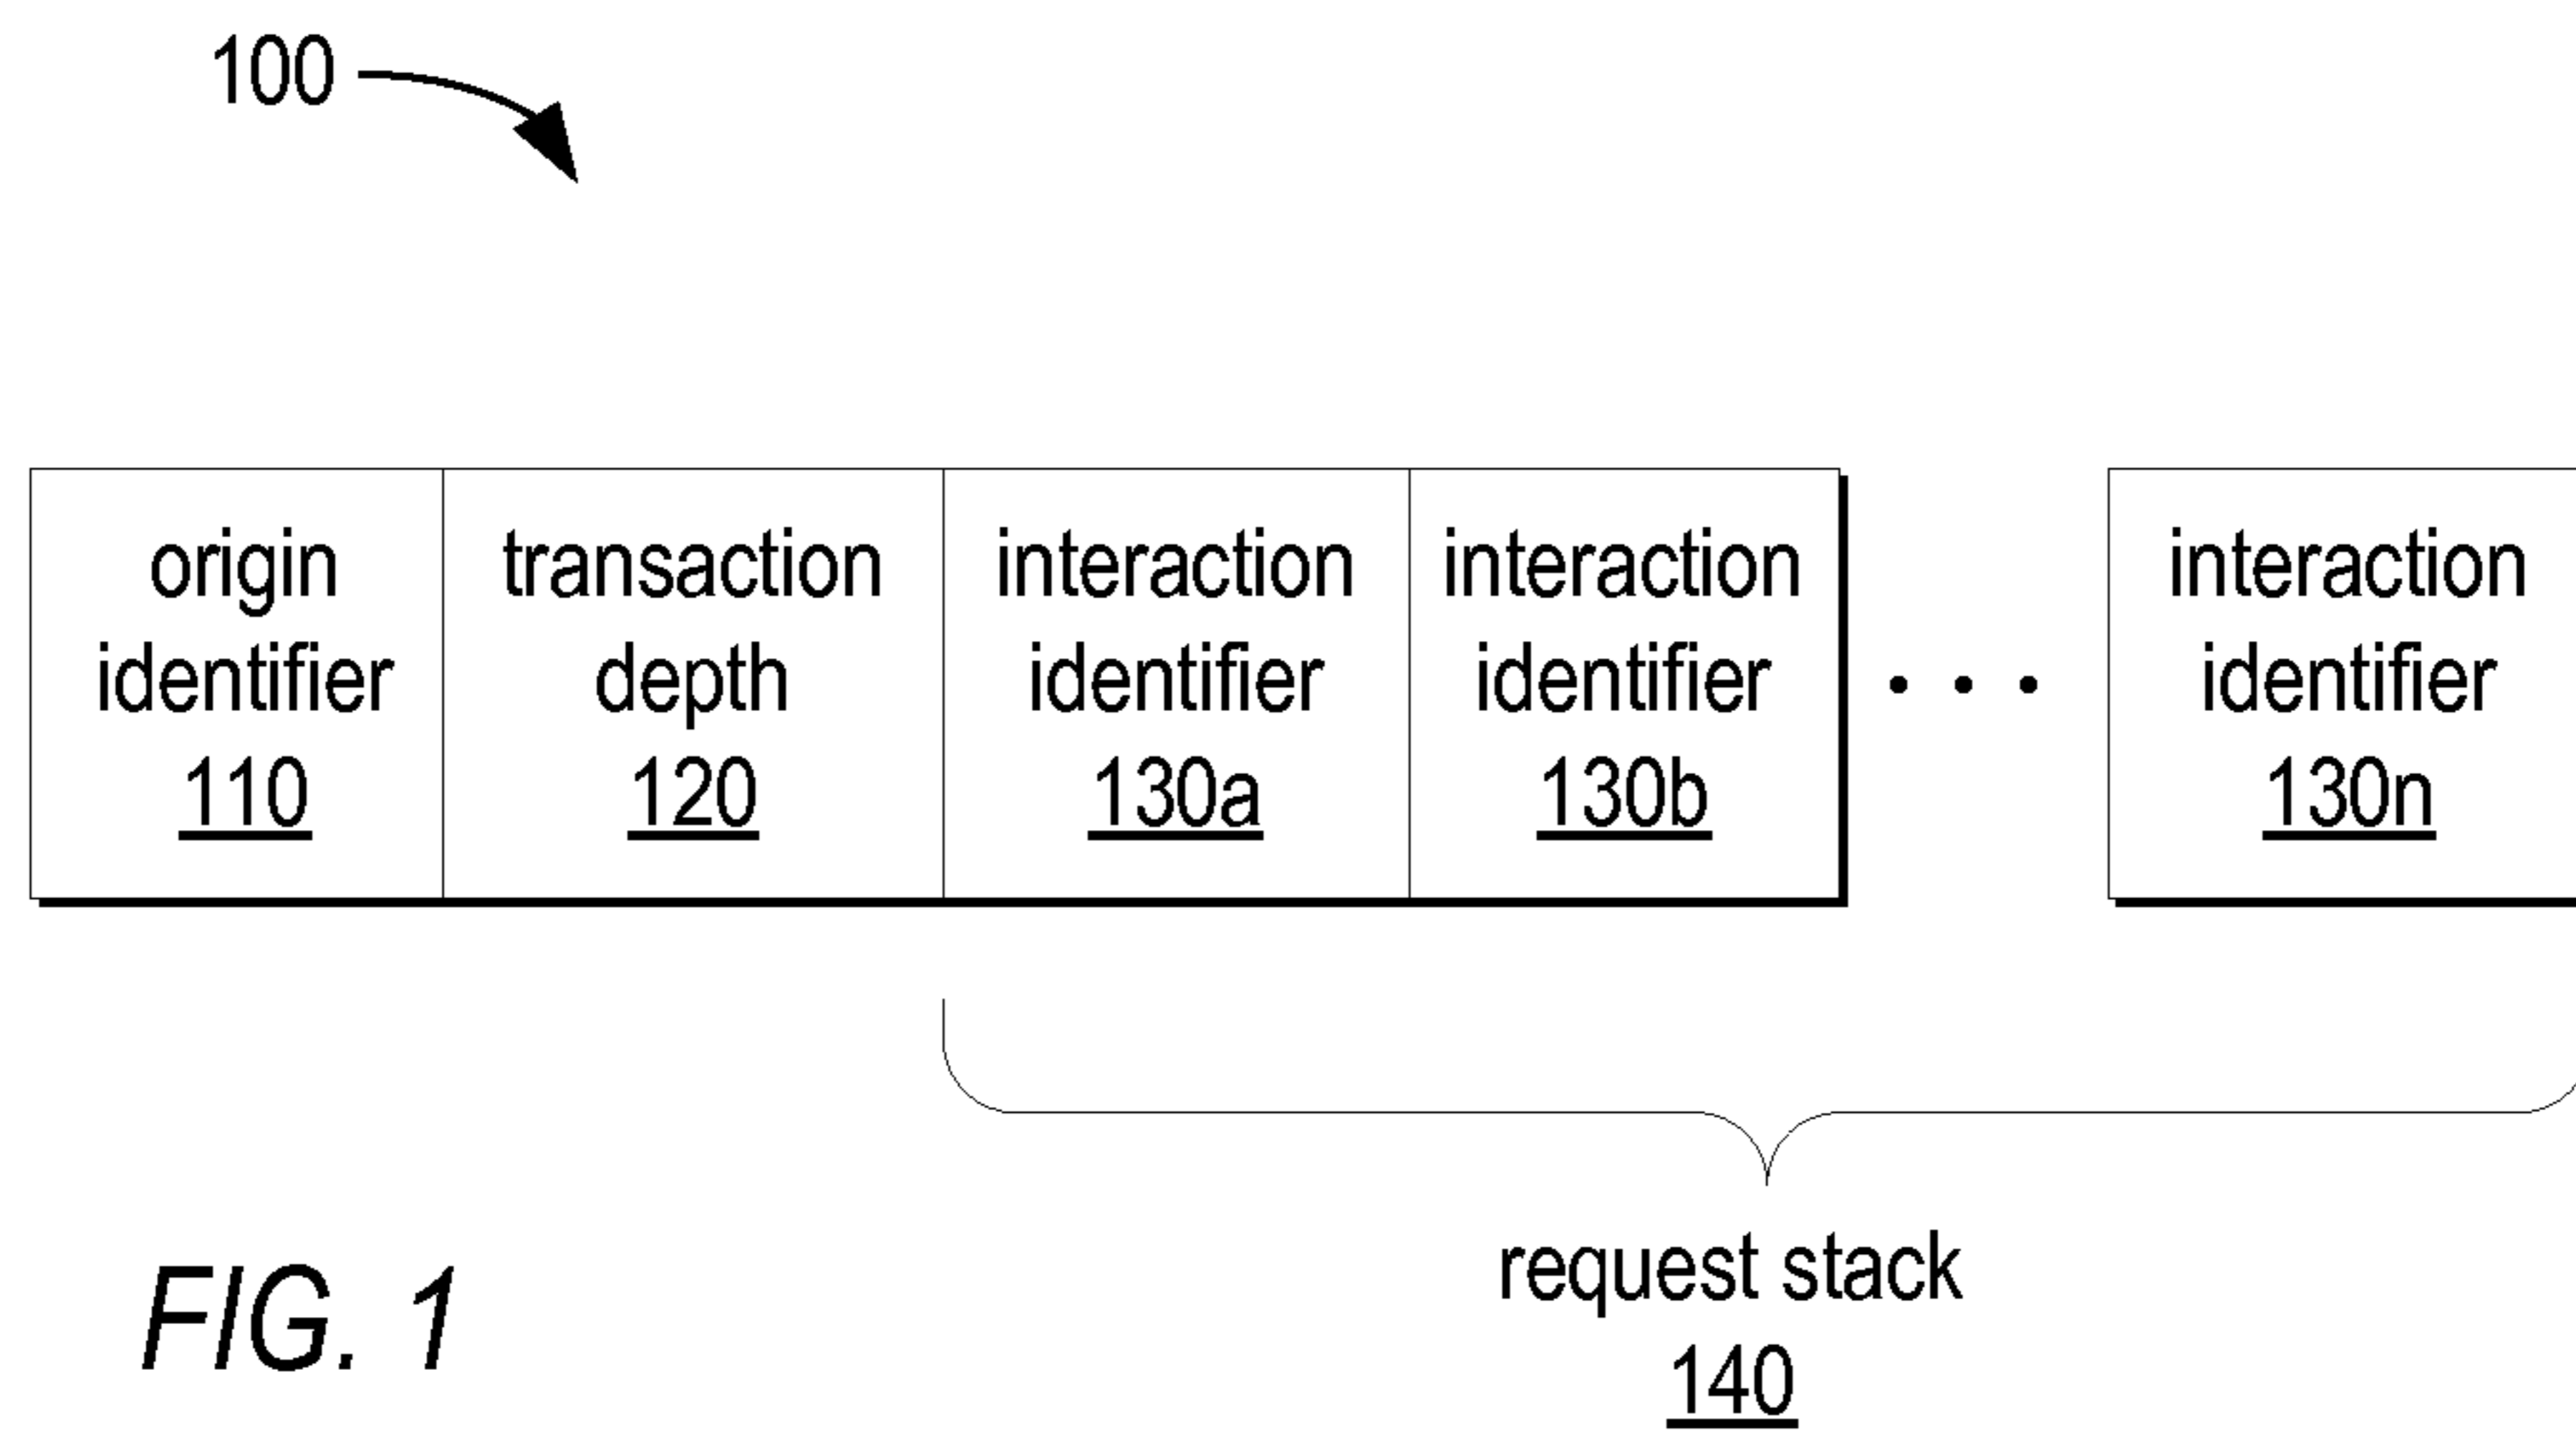 100
origin
identifier
110
transaction
depth
120
interaction
identifier
130a
interaction
identifier
130b
. . .
interaction
identifier
130n
request stack
140
FIG. 1